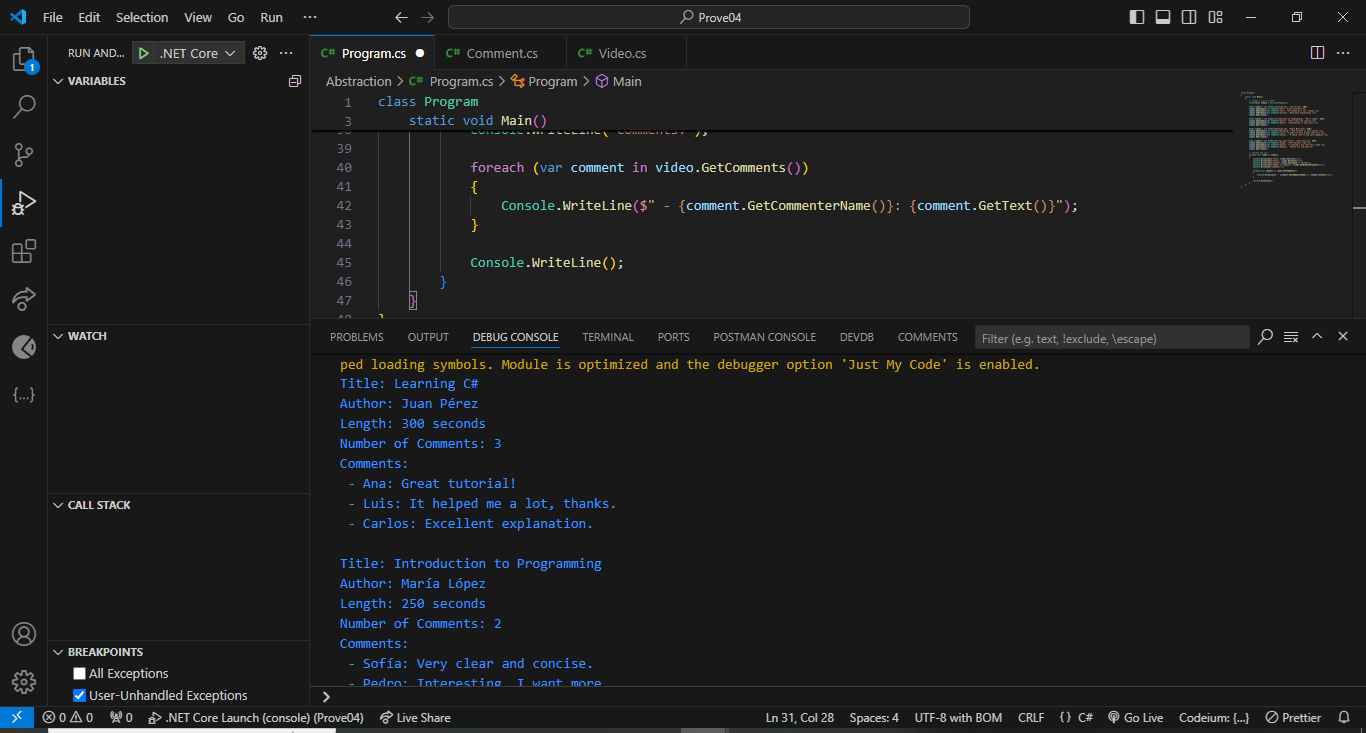 File Edit Selection View Go Run ··· Prove04
RUN AND... .NET Core ···
Program.cs Comment.cs Video.cs
1
VARIABLES
Abstraction > Program.cs > Program > Main
1 class Program
3 static void Main()
Console.WriteLine("Comments:");
39
40 foreach (var comment in video.GetComments())
41 {
42 Console.WriteLine($" - {comment.GetCommenterName()}: {comment.GetText()}");
43 }
44
45 Console.WriteLine();
46 }
47 }
48 }
WATCH
CALL STACK
BREAKPOINTS
All Exceptions
User-Unhandled Exceptions
PROBLEMS OUTPUT DEBUG CONSOLE TERMINAL PORTS POSTMAN CONSOLE DEVDB COMMENTS Filter (e.g. text, !exclude, \escape)
ped loading symbols. Module is optimized and the debugger option 'Just My Code' is enabled.
Title: Learning C#
Author: Juan Pérez
Length: 300 seconds
Number of Comments: 3
Comments:
- Ana: Great tutorial!
- Luis: It helped me a lot, thanks.
- Carlos: Excellent explanation.
Title: Introduction to Programming
Author: María López
Length: 250 seconds
Number of Comments: 2
Comments:
- Sofía: Very clear and concise.
- Pedro: Interesting, I want more
0 0 0 .NET Core Launch (console) (Prove04) Live Share Ln 31, Col 28 Spaces: 4 UTF-8 with BOM CRLF {} C# Go Live Codeium: {...} Prettier